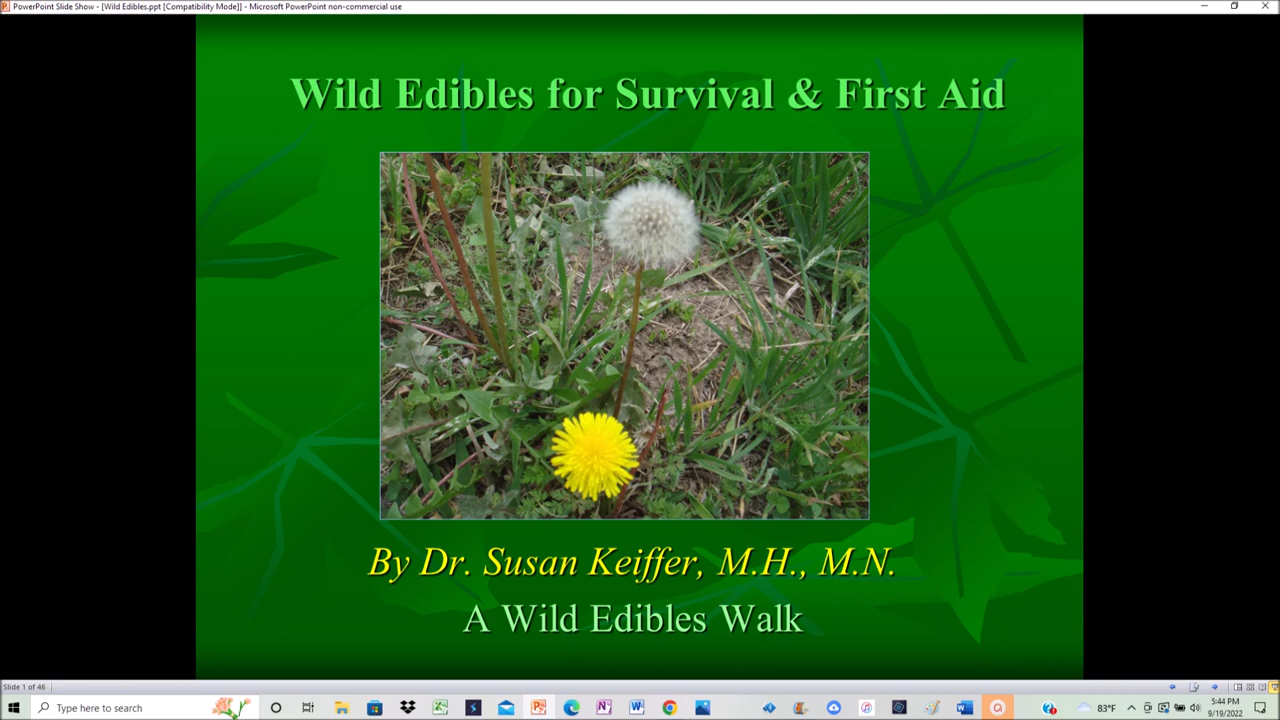 PowerPoint Slide Show - [Wild Edibles.ppt [Compatibility Mode]] - Microsoft PowerPoint non-commercial use
Wild Edibles for Survival & First Aid
By Dr. Susan Keiffer, M.H., M.N.
A Wild Edibles Walk
Slide 1 of 46
Type here to search
83°F
5:44 PM
9/19/2022